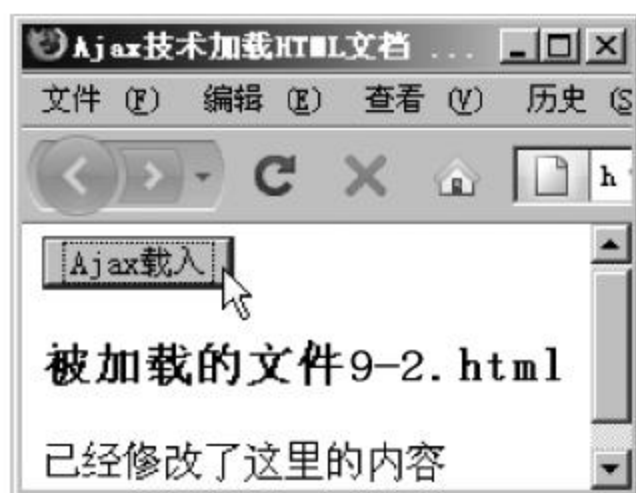 Ajax技术加载HTML文档 ...
文件 (F) 编辑 (E) 查看 (V) 历史 (S
h
Ajax载入
被加载的文件9-2.html
已经修改了这里的内容